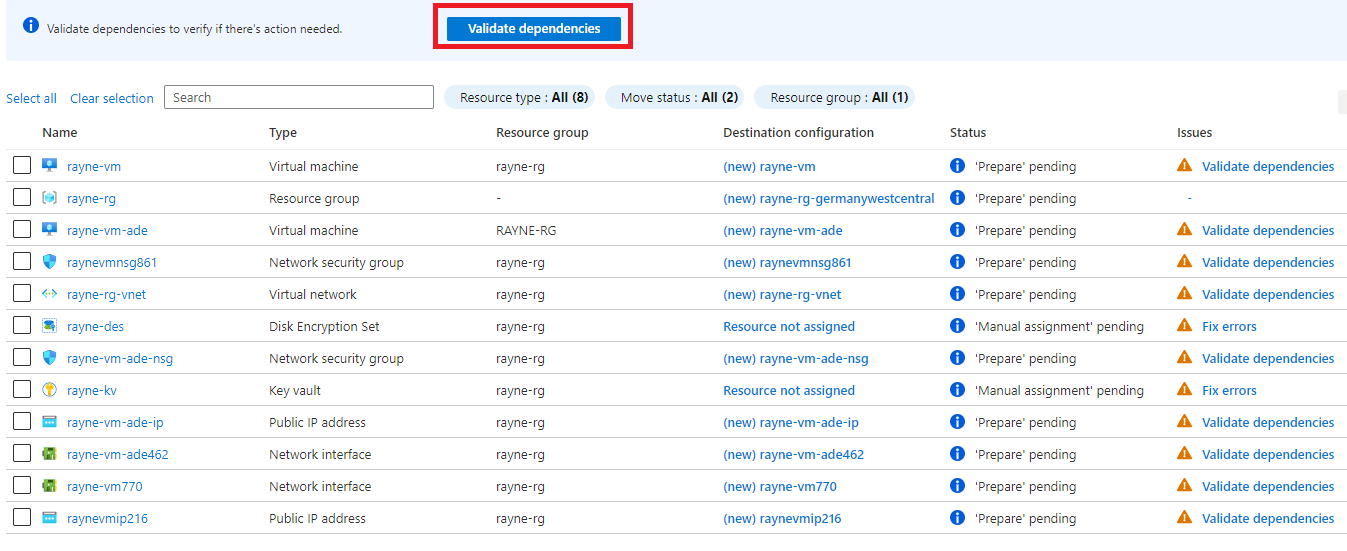 Validate dependencies to verify if there's action needed. Validate dependencies
Select all Clear selection Search Resource type : All (8) Move status : All (2) Resource group : All (1)
Name Type Resource group Destination configuration Status Issues
rayne-vm Virtual machine rayne-rg (new) rayne-vm 'Prepare' pending Validate dependencies
rayne-rg Resource group - (new) rayne-rg-germanywestcentral 'Prepare' pending -
rayne-vm-ade Virtual machine RAYNE-RG (new) rayne-vm-ade 'Prepare' pending Validate dependencies
raynevmnsg861 Network security group rayne-rg (new) raynevmnsg861 'Prepare' pending Validate dependencies
rayne-rg-vnet Virtual network rayne-rg (new) rayne-rg-vnet 'Prepare' pending Validate dependencies
rayne-des Disk Encryption Set rayne-rg Resource not assigned 'Manual assignment' pending Fix errors
rayne-vm-ade-nsg Network security group rayne-rg (new) rayne-vm-ade-nsg 'Prepare' pending Validate dependencies
rayne-kv Key vault rayne-rg Resource not assigned 'Manual assignment' pending Fix errors
rayne-vm-ade-ip Public IP address rayne-rg (new) rayne-vm-ade-ip 'Prepare' pending Validate dependencies
rayne-vm-ade462 Network interface rayne-rg (new) rayne-vm-ade462 'Prepare' pending Validate dependencies
rayne-vm770 Network interface rayne-rg (new) rayne-vm770 'Prepare' pending Validate dependencies
raynevmip216 Public IP address rayne-rg (new) raynevmip216 'Prepare' pending Validate dependencies